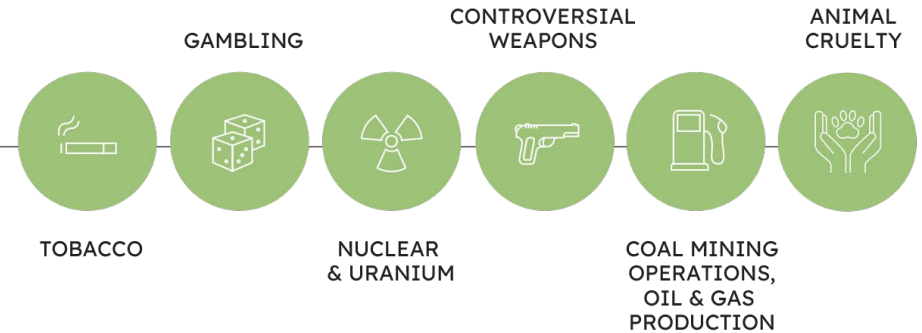 TOBACCO
GAMBLING
NUCLEAR
& URANIUM
CONTROVERSIAL
WEAPONS
COAL MINING
OPERATIONS,
OIL & GAS
PRODUCTION
ANIMAL
CRUELTY